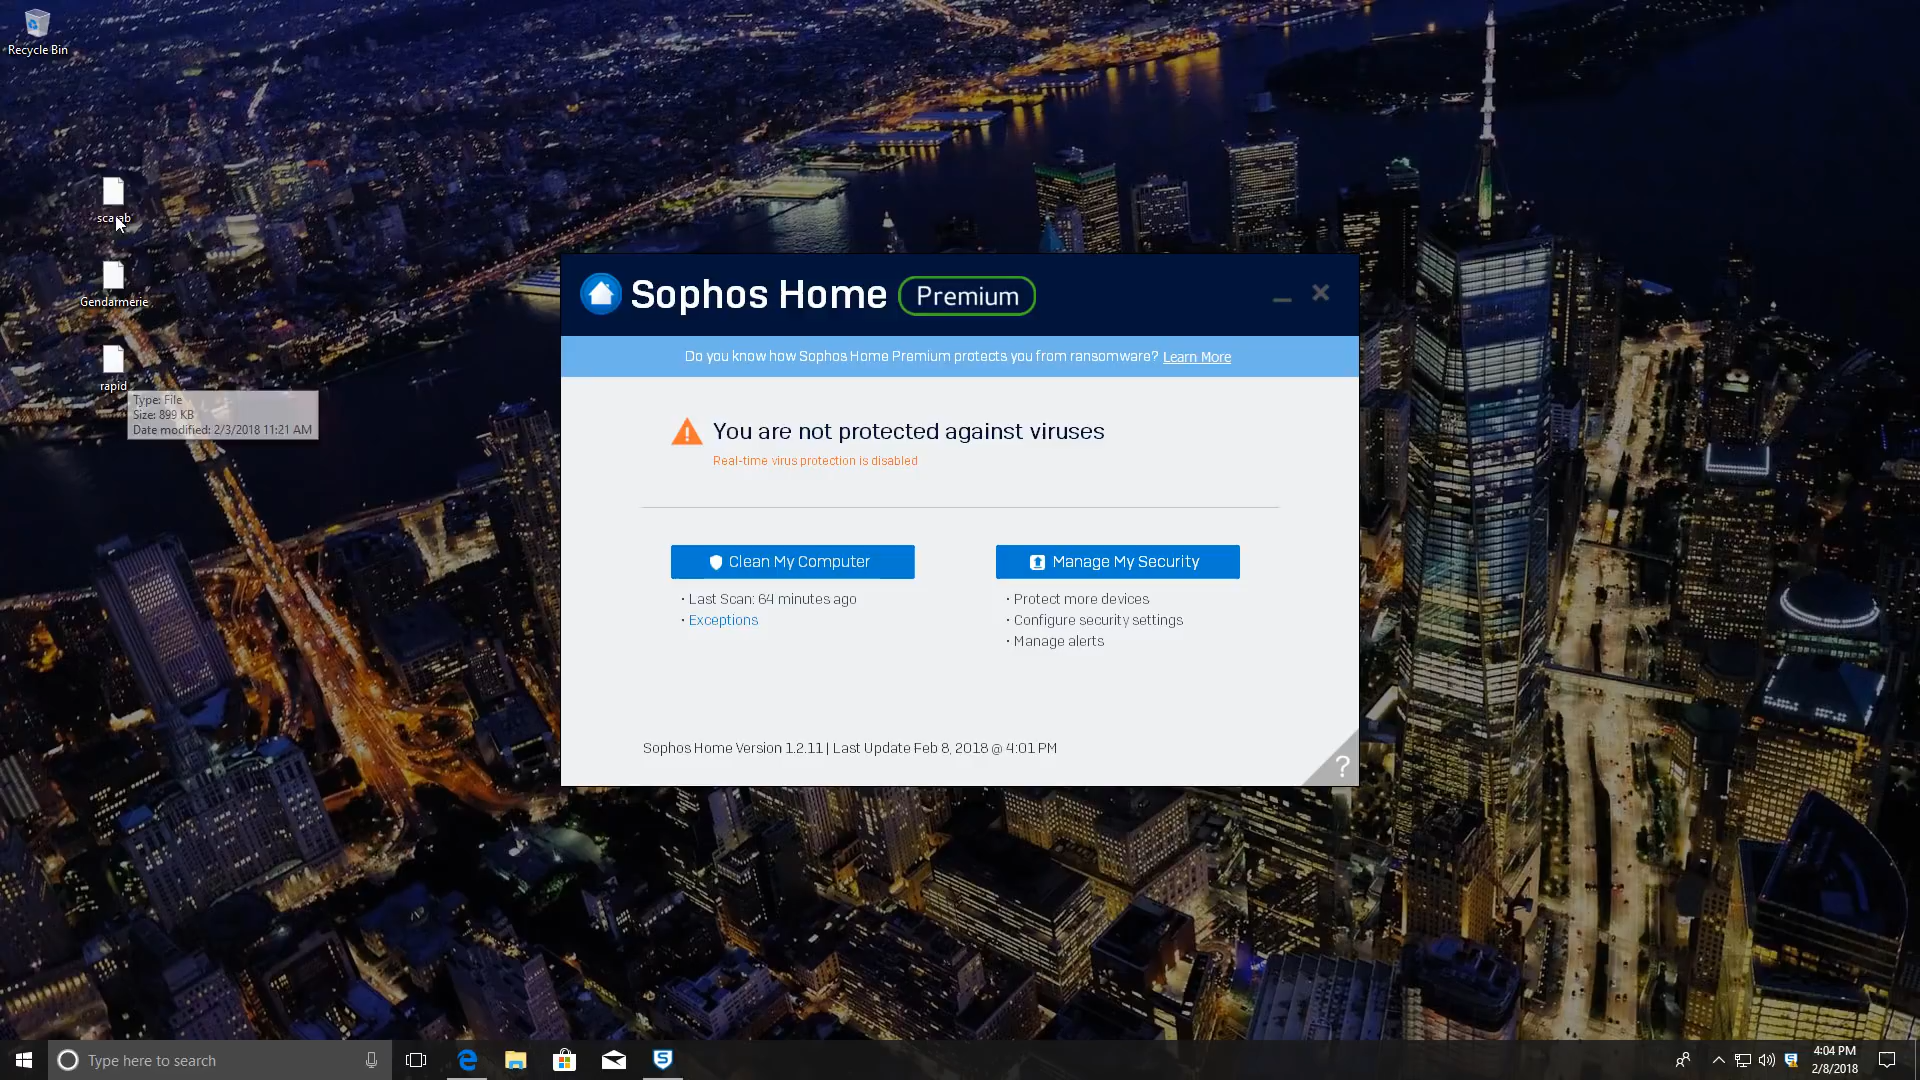 Recycle Bin
scarab
Gendarmerie
rapid
Type: File
Size: 899 KB
Date modified: 2/3/2018 11:21 AM
Sophos Home Premium
Do you know how Sophos Home Premium protects you from ransomware? Learn More
You are not protected against viruses
Real-time virus protection is disabled
Clean My Computer
• Last Scan: 64 minutes ago
• Exceptions
Manage My Security
• Protect more devices
• Configure security settings
• Manage alerts
Sophos Home Version 1.2.11 | Last Update Feb 8, 2018 @ 4:01 PM
?
Type here to search
4:04 PM
2/8/2018